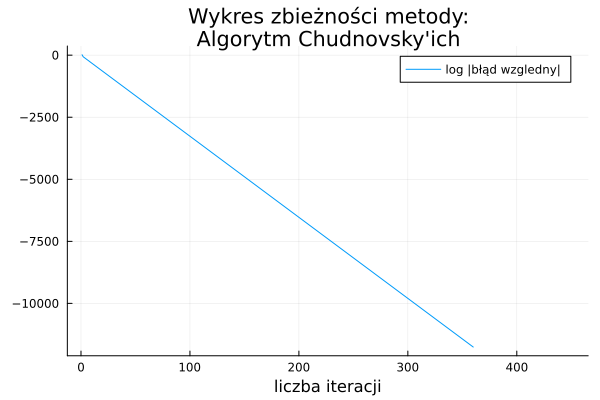 Wykres zbieżności metody:
Algorytm Chudnovsky'ich
log |błąd wzgledny|
0
−2500
−5000
−7500
−10000
0 100 200 300 400
liczba iteracji